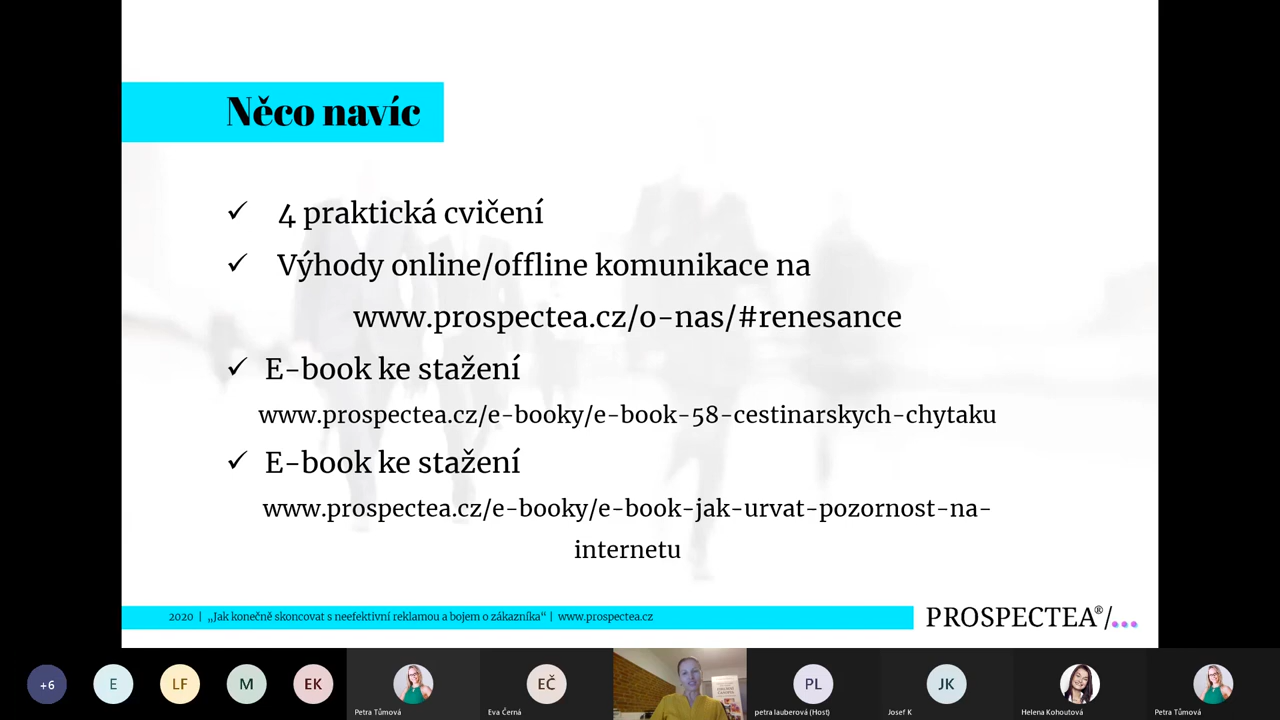 Něco navíc
✓ 4 praktická cvičení
✓ Výhody online/offline komunikace na
www.prospectea.cz/o-nas/#renesance
✓ E-book ke stažení
www.prospectea.cz/e-booky/e-book-58-cestinarskych-chytaku
✓ E-book ke stažení
www.prospectea.cz/e-booky/e-book-jak-urvat-pozornost-na-
internetu
2020 | „Jak konečně skoncovat s neefektivní reklamou a bojem o zákazníka“ | www.prospectea.cz
PROSPECTEA®/...
+6
E
LF
M
EK
Petra Tůmová
EČ
Eva Černá
PL
petra lauberová (Host)
JK
Josef K
Helena Kohoutová
Petra Tůmová